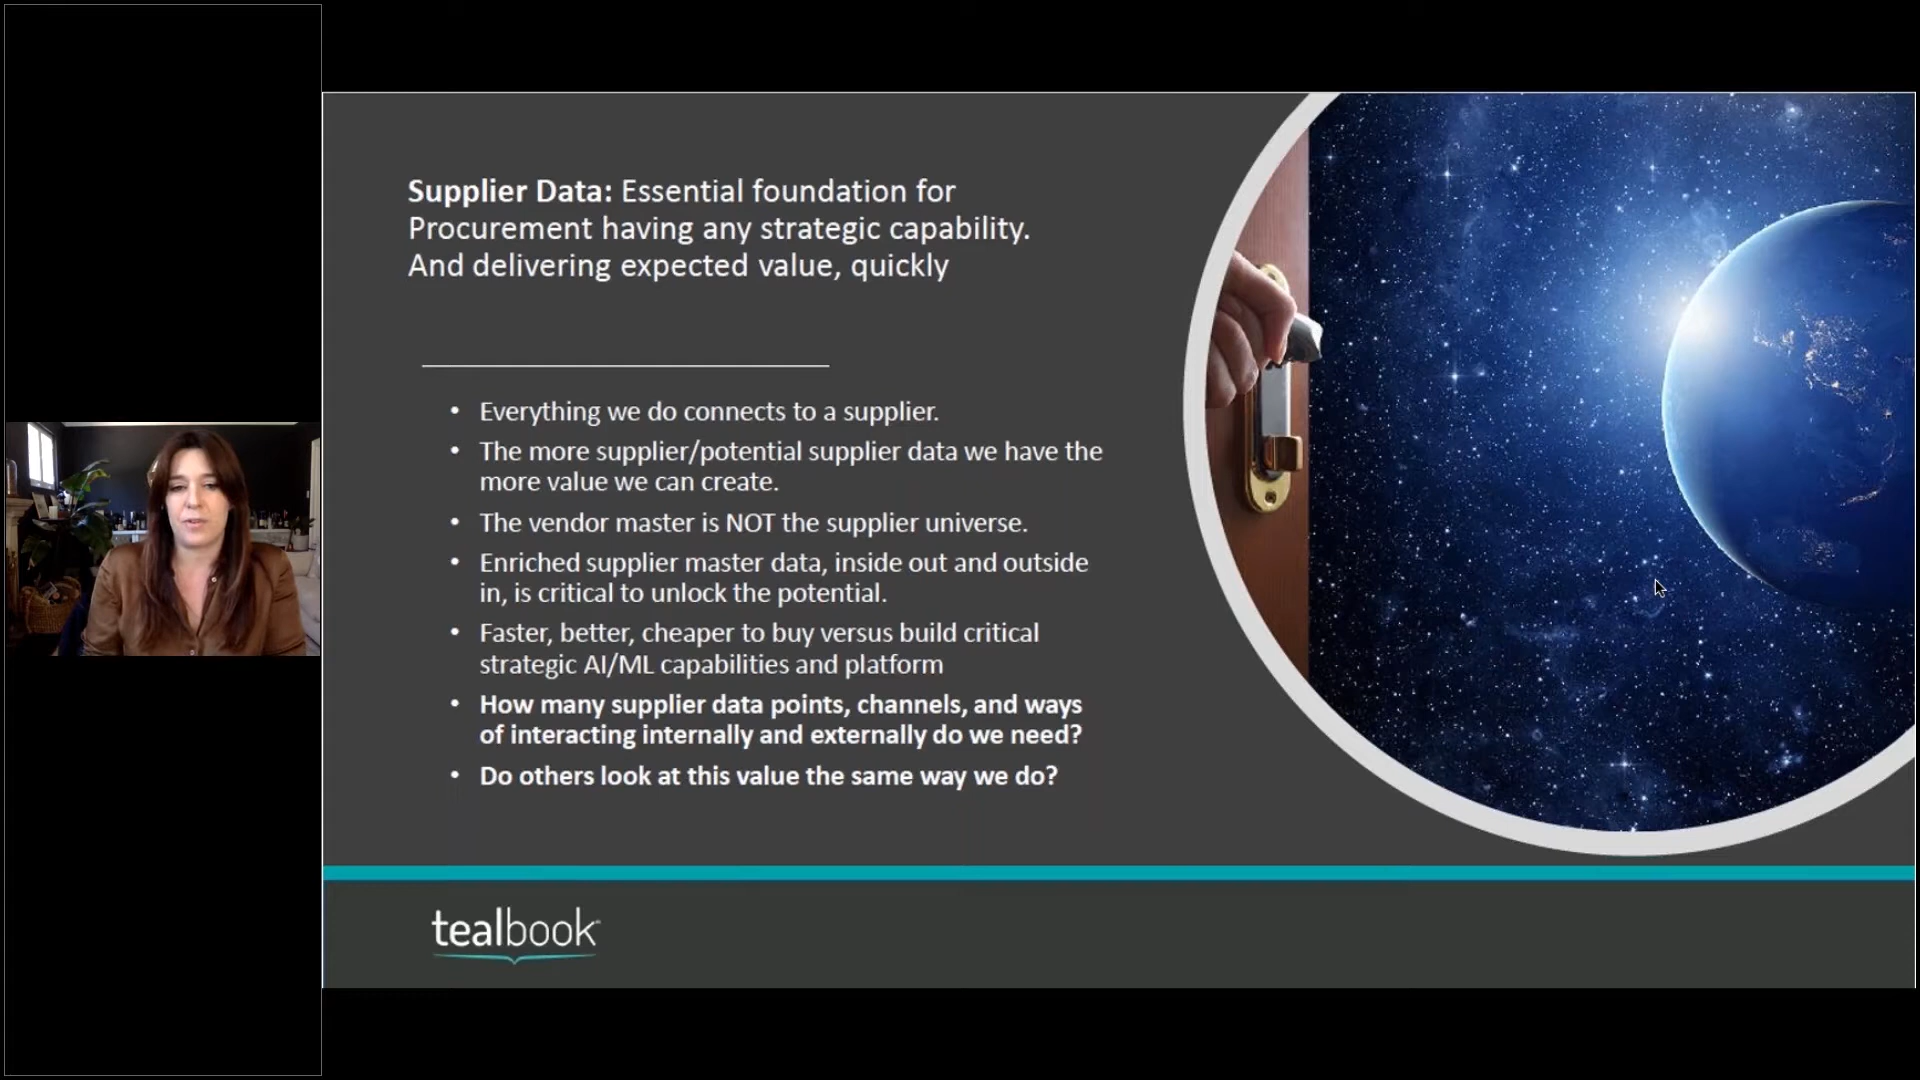 Supplier Data: Essential foundation for
Procurement having any strategic capability.
And delivering expected value, quickly
• Everything we do connects to a supplier.
• The more supplier/potential supplier data we have the
more value we can create.
• The vendor master is NOT the supplier universe.
• Enriched supplier master data, inside out and outside
in, is critical to unlock the potential.
• Faster, better, cheaper to buy versus build critical
strategic AI/ML capabilities and platform
• How many supplier data points, channels, and ways
of interacting internally and externally do we need?
• Do others look at this value the same way we do?
tealbook